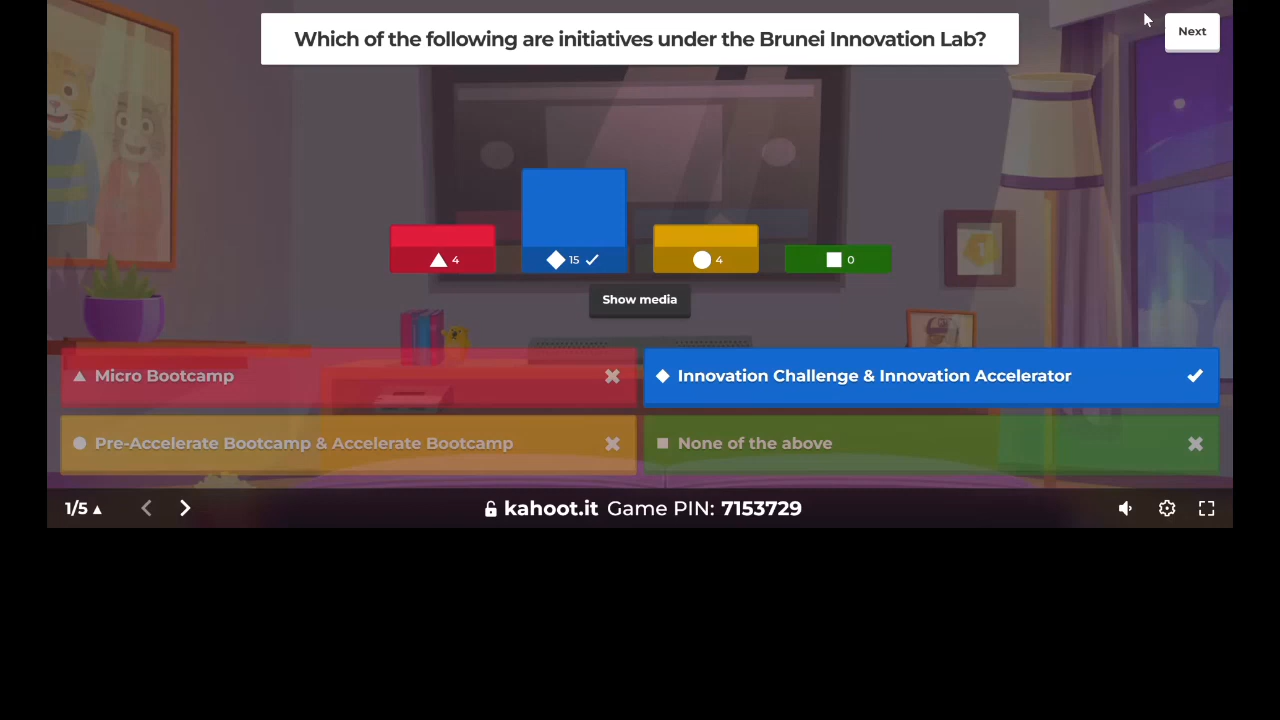 Which of the following are initiatives under the Brunei Innovation Lab?
Next
4
15
4
0
Show media
Micro Bootcamp
Innovation Challenge & Innovation Accelerator
Pre-Accelerate Bootcamp & Accelerate Bootcamp
None of the above
1/5
kahoot.it Game PIN: 7153729